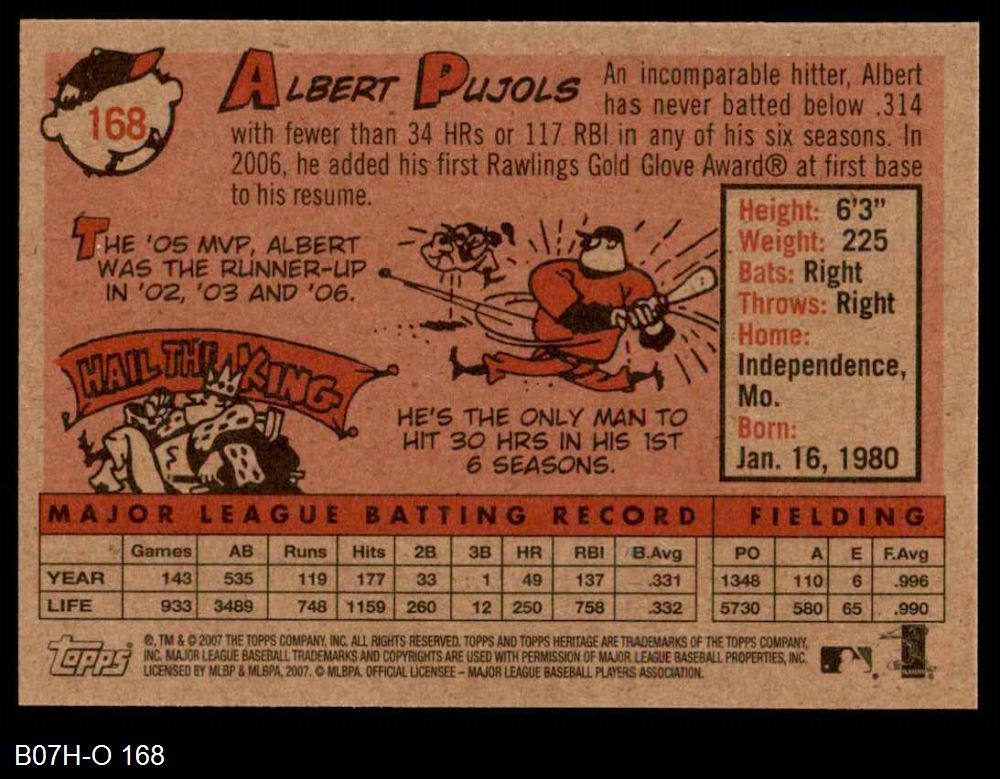 168
ALBERT PUJOLS
An incomparable hitter, Albert
has never batted below .314
with fewer than 34 HRs or 117 RBI in any of his six seasons. In
2006, he added his first Rawlings Gold Glove Award® at first base
to his resume.
THE '05 MVP, ALBERT
WAS THE RUNNER-UP
IN '02, '03 AND '06.
HAIL THE KING
HE'S THE ONLY MAN TO
HIT 30 HRS IN HIS 1ST
6 SEASONS.
Height: 6'3"
Weight: 225
Bats: Right
Throws: Right
Home:
Independence,
Mo.
Born:
Jan. 16, 1980
MAJOR LEAGUE BATTING RECORD FIELDING
Games AB Runs Hits 2B 3B HR RBI B.Avg PO A E F.Avg
YEAR 143 535 119 177 33 1 49 137 .331 1348 110 6 .996
LIFE 933 3489 748 1159 260 12 250 758 .332 5730 580 65 .990
Topps
®, TM & © 2007 THE TOPPS COMPANY, INC. ALL RIGHTS RESERVED. TOPPS AND TOPPS HERITAGE ARE TRADEMARKS OF THE TOPPS COMPANY,
INC. MAJOR LEAGUE BASEBALL TRADEMARKS AND COPYRIGHTS ARE USED WITH PERMISSION OF MAJOR LEAGUE BASEBALL PROPERTIES, INC.
LICENSED BY MLBP & MLBPA, 2007. © MLBPA. OFFICIAL LICENSEE – MAJOR LEAGUE BASEBALL PLAYERS ASSOCIATION.
B07H-O 168